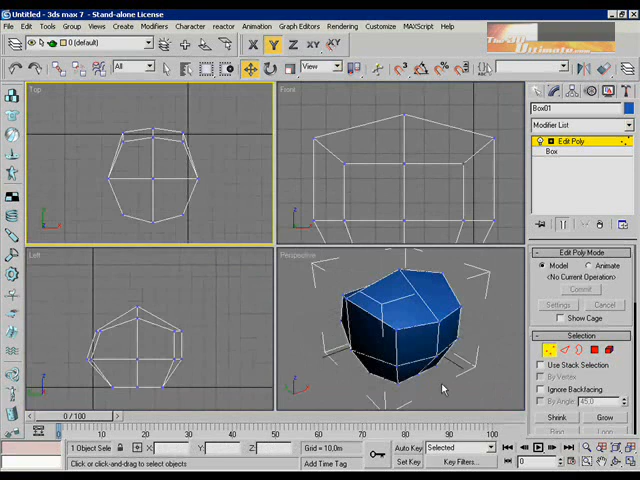 Untitled - 3ds max 7 - Stand-alone License
File Edit Tools Group Views Create Modifiers Character reactor Animation Graph Editors Rendering Customize MAXScript Help
0 (default)
X Y Z XY
All View
Top Front
Box01
Modifier List
Edit Poly
Box
Left Perspective
Edit Poly Mode
Model Animate
<No Current Operation>
Commit
Settings Cancel
Show Cage
Selection
Use Stack Selection
By Vertex
Ignore Backfacing
By Angle: 45,0
Shrink Grow
Ring Loop
0 / 100
0 10 20 30 40 50 60 70 80 90 100
1 Object Sele X: Y: Z: Grid = 10,0m Auto Key Selected
Click or click-and-drag to select objects Add Time Tag Set Key Key Filters... 0